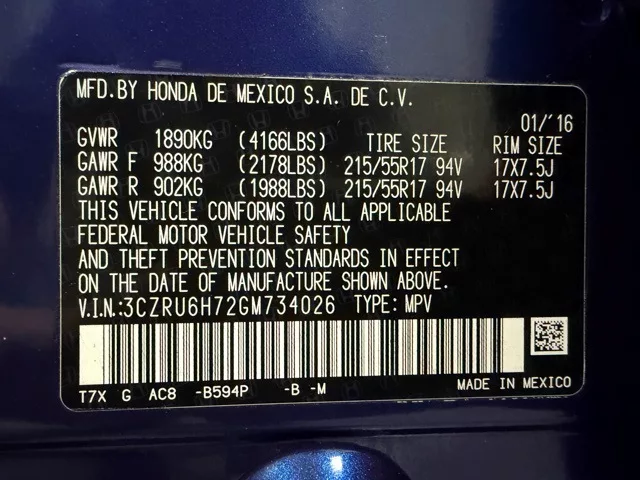 MFD.BY HONDA DE MEXICO S.A. DE C.V.
01/'16
GVWR 1890KG (4166LBS) TIRE SIZE RIM SIZE
GAWR F 988KG (2178LBS) 215/55R17 94V 17X7.5J
GAWR R 902KG (1988LBS) 215/55R17 94V 17X7.5J
THIS VEHICLE CONFORMS TO ALL APPLICABLE
FEDERAL MOTOR VEHICLE SAFETY
AND THEFT PREVENTION STANDARDS IN EFFECT
ON THE DATE OF MANUFACTURE SHOWN ABOVE.
V.I.N.:3CZRU6H72GM734026 TYPE: MPV
T7X G AC8 -B594P -B -M MADE IN MEXICO